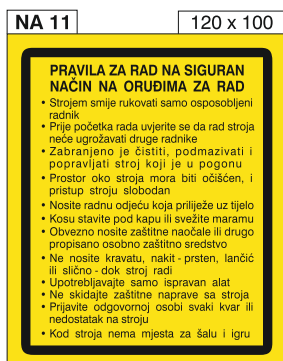 NA 11
120 x 100
PRAVILA ZA RAD NA SIGURAN
NAČIN NA ORUĐIMA ZA RAD
• Strojem smije rukovati samo osposobljeni
radnik
• Prije početka rada uvjerite se da rad stroja
neće ugrožavati druge radnike
• Zabranjeno je čistiti, podmazivati i
popravljati stroj koji je u pogonu
• Prostor oko stroja mora biti očišćen, i
pristup stroju slobodan
• Nosite radnu odjeću koja priliježe uz tijelo
• Kosu stavite pod kapu ili svežite maramu
• Obvezno nosite zaštitne naočale ili drugo
propisano osobno zaštitno sredstvo
• Ne nosite kravatu, nakit - prsten, lančić
ili slično - dok stroj radi
• Upotrebljavajte samo ispravan alat
• Ne skidajte zaštitne naprave sa stroja
• Prijavite odgovornoj osobi svaki kvar ili
nedostatak na stroju
• Kod stroja nema mjesta za šalu i igru